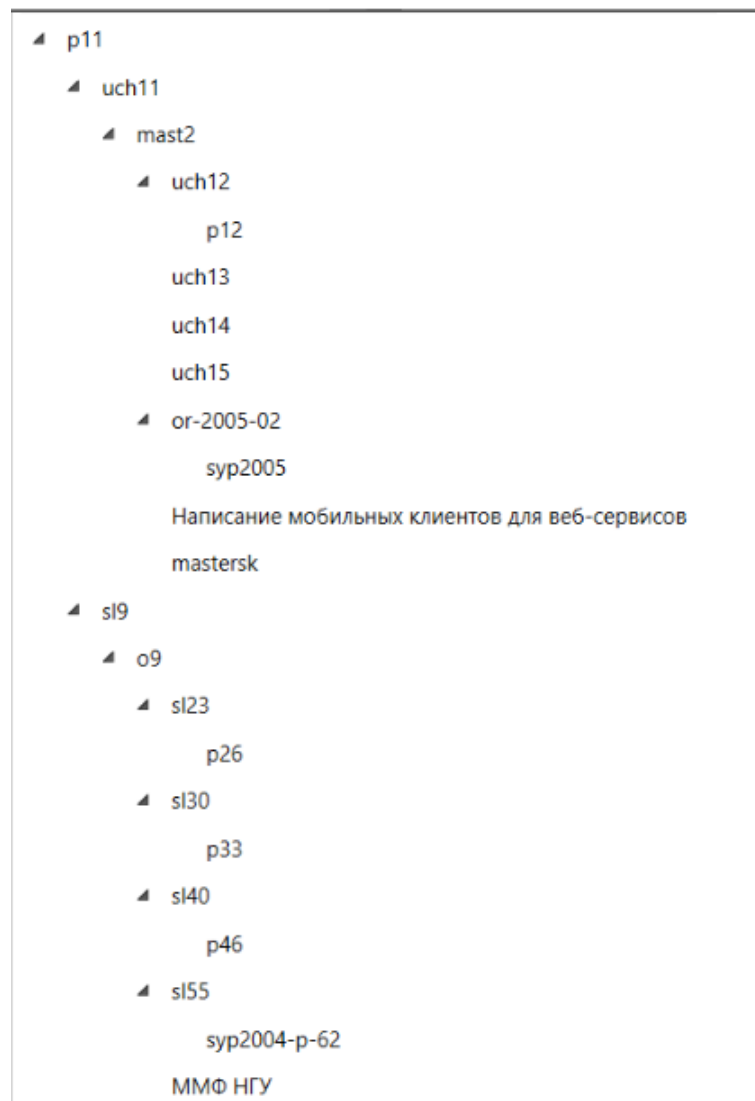 p11
uch11
mast2
uch12
p12
uch13
uch14
uch15
or-2005-02
syp2005
Написание мобильных клиентов для веб-сервисов
mastersk
sl9
o9
sl23
p26
sl30
p33
sl40
p46
sl55
syp2004-p-62
ММФ НГУ